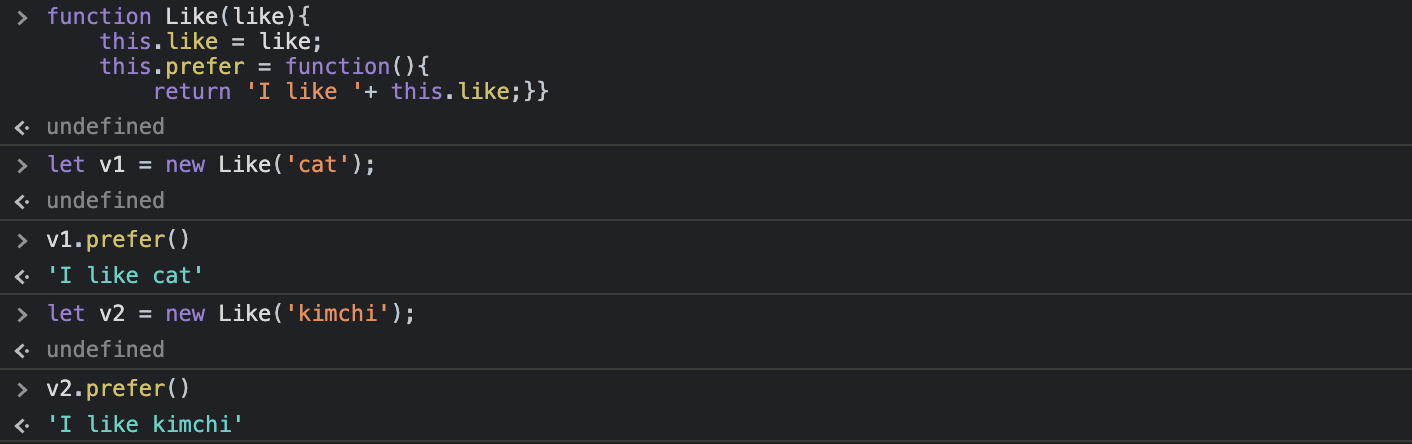 > function Like(like){
    this.like = like;
    this.prefer = function(){
        return 'I like '+ this.like;}}
undefined
> let v1 = new Like('cat');
undefined
> v1.prefer()
'I like cat'
> let v2 = new Like('kimchi');
undefined
> v2.prefer()
'I like kimchi'